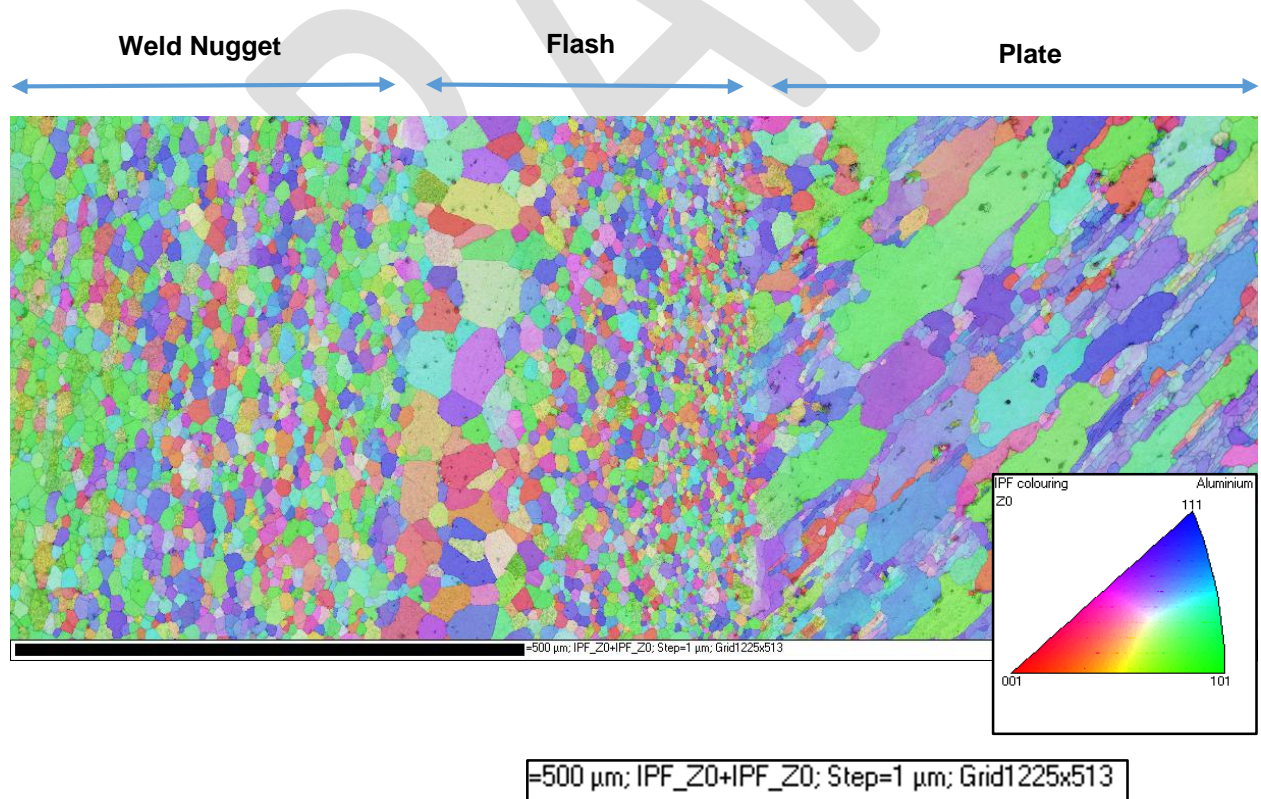 Weld Nugget
Flash
Plate
IPF colouring
Aluminium
Z0
111
001
101
=500 µm; IPF_Z0+IPF_Z0; Step=1 µm; Grid1225x513
=500 µm; IPF_Z0+IPF_Z0; Step=1 µm; Grid1225x513